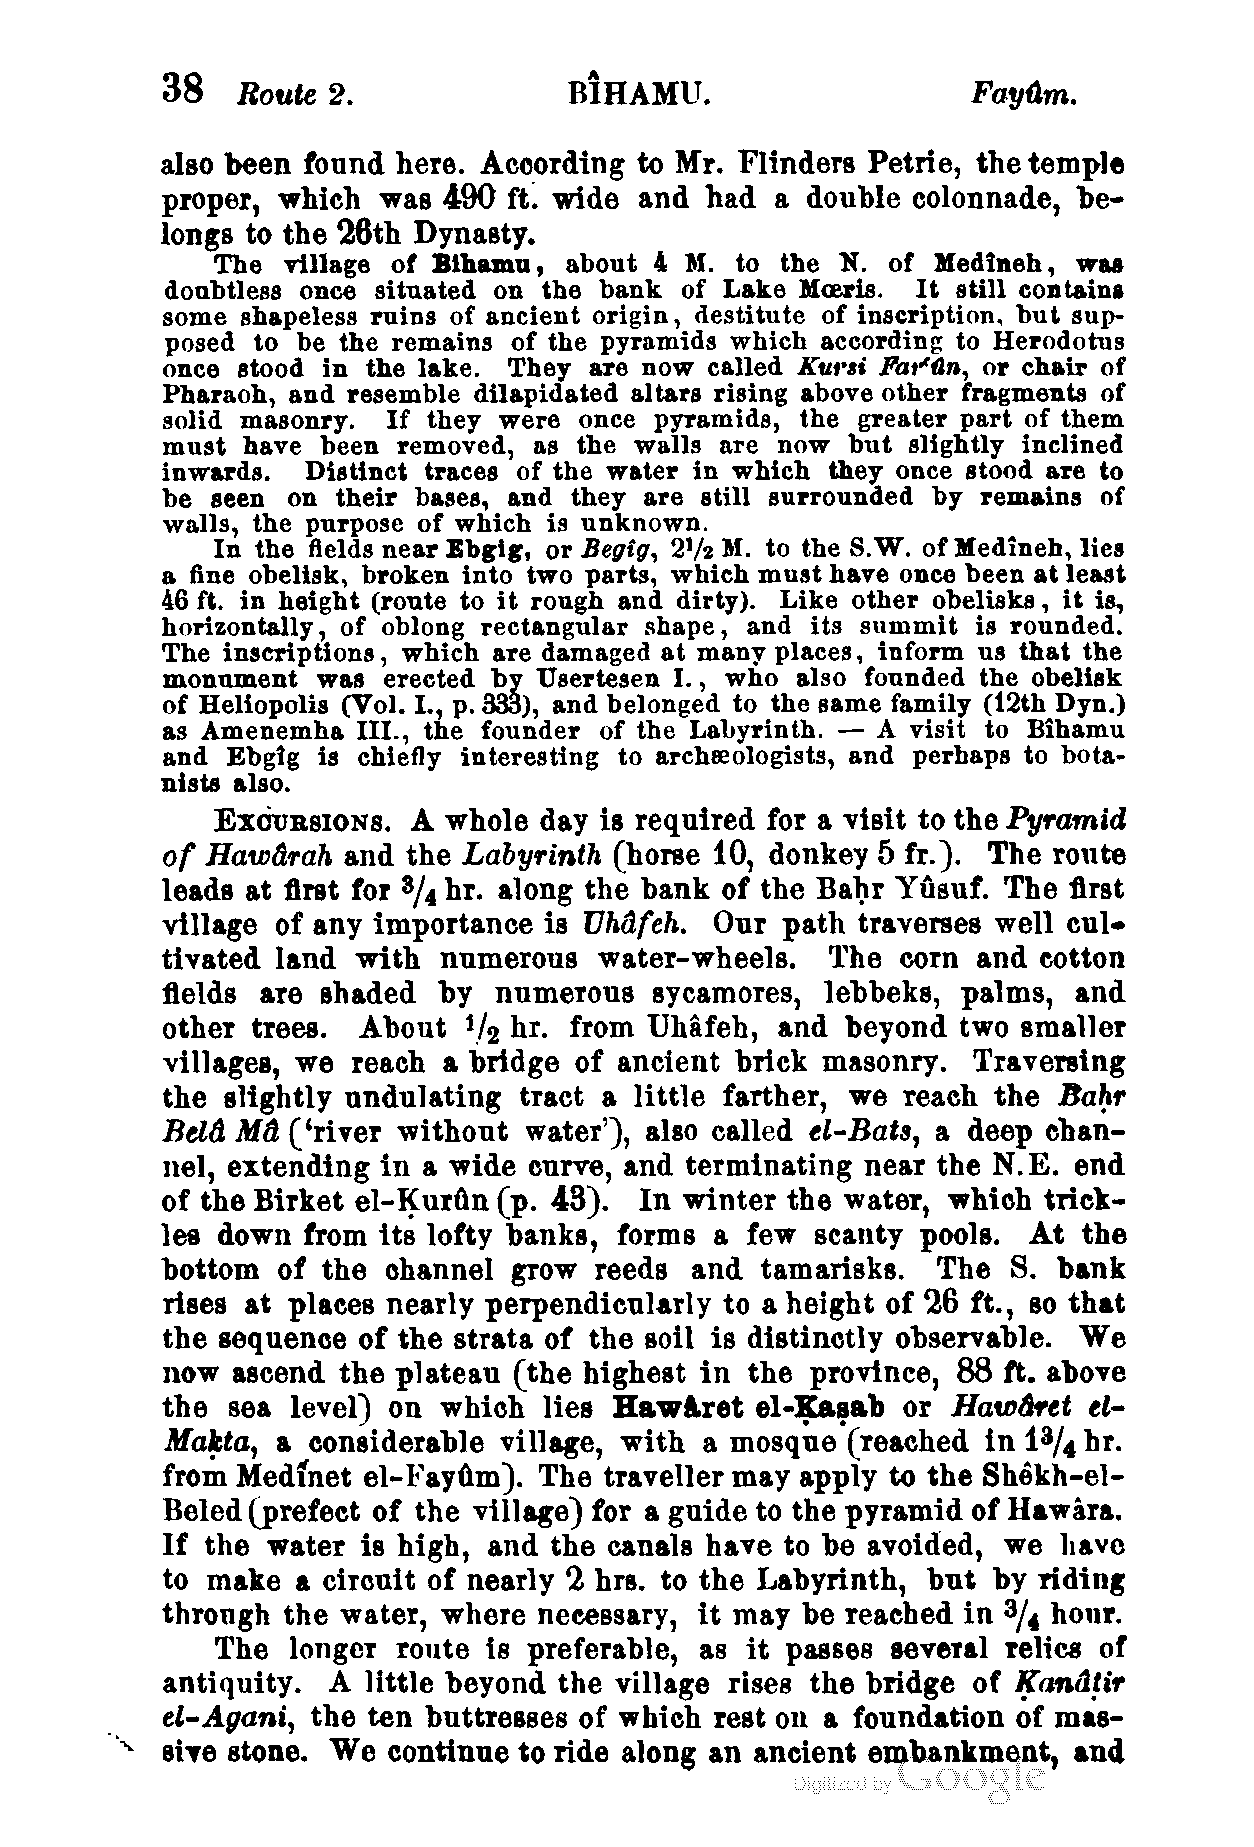 38 Route 2. BÎHAMU. Fayûm.
also been found here. According to Mr. Flinders Petrie, the temple
proper, which was 490 ft. wide and had a double colonnade, be-
longs to the 26th Dynasty.
The village of Bîhamu, about 4 M. to the N. of Medîneh, was
doubtless once situated on the bank of Lake Mœris. It still contains
some shapeless ruins of ancient origin, destitute of inscription, but sup-
posed to be the remains of the pyramids which according to Herodotus
once stood in the lake. They are now called Kursi Far'ûn, or chair of
Pharaoh, and resemble dilapidated altars rising above other fragments of
solid masonry. If they were once pyramids, the greater part of them
must have been removed, as the walls are now but slightly inclined
inwards. Distinct traces of the water in which they once stood are to
be seen on their bases, and they are still surrounded by remains of
walls, the purpose of which is unknown.
In the fields near Ebgig, or Begîg, 2½ M. to the S.W. of Medîneh, lies
a fine obelisk, broken into two parts, which must have once been at least
46 ft. in height (route to it rough and dirty). Like other obelisks, it is,
horizontally, of oblong rectangular shape, and its summit is rounded.
The inscriptions, which are damaged at many places, inform us that the
monument was erected by Usertesen I., who also founded the obelisk
of Heliopolis (Vol. I., p. 333), and belonged to the same family (12th Dyn.)
as Amenemha III., the founder of the Labyrinth. — A visit to Bîhamu
and Ebgîg is chiefly interesting to archæologists, and perhaps to bota-
nists also.
EXCURSIONS. A whole day is required for a visit to the Pyramid
of Hawârah and the Labyrinth (horse 10, donkey 5 fr.). The route
leads at first for ¾ hr. along the bank of the Baḥr Yûsuf. The first
village of any importance is Uhâfeh. Our path traverses well cul-
tivated land with numerous water-wheels. The corn and cotton
fields are shaded by numerous sycamores, lebbeks, palms, and
other trees. About ½ hr. from Uhâfeh, and beyond two smaller
villages, we reach a bridge of ancient brick masonry. Traversing
the slightly undulating tract a little farther, we reach the Baḥr
Belâ Mâ ('river without water'), also called el-Bats, a deep chan-
nel, extending in a wide curve, and terminating near the N.E. end
of the Birket el-Ḳurûn (p. 43). In winter the water, which trick-
les down from its lofty banks, forms a few scanty pools. At the
bottom of the channel grow reeds and tamarisks. The S. bank
rises at places nearly perpendicularly to a height of 26 ft., so that
the sequence of the strata of the soil is distinctly observable. We
now ascend the plateau (the highest in the province, 88 ft. above
the sea level) on which lies Hawâret el-Ḳaṣab or Hawâret el-
Maḳta, a considerable village, with a mosque (reached in 1¾ hr.
from Medînet el-Fayûm). The traveller may apply to the Shêkh-el-
Beled (prefect of the village) for a guide to the pyramid of Hawâra.
If the water is high, and the canals have to be avoided, we have
to make a circuit of nearly 2 hrs. to the Labyrinth, but by riding
through the water, where necessary, it may be reached in ¾ hour.
The longer route is preferable, as it passes several relics of
antiquity. A little beyond the village rises the bridge of Ḳanâṭir
el-Agani, the ten buttresses of which rest on a foundation of mas-
sive stone. We continue to ride along an ancient embankment, and
Digitized by Google